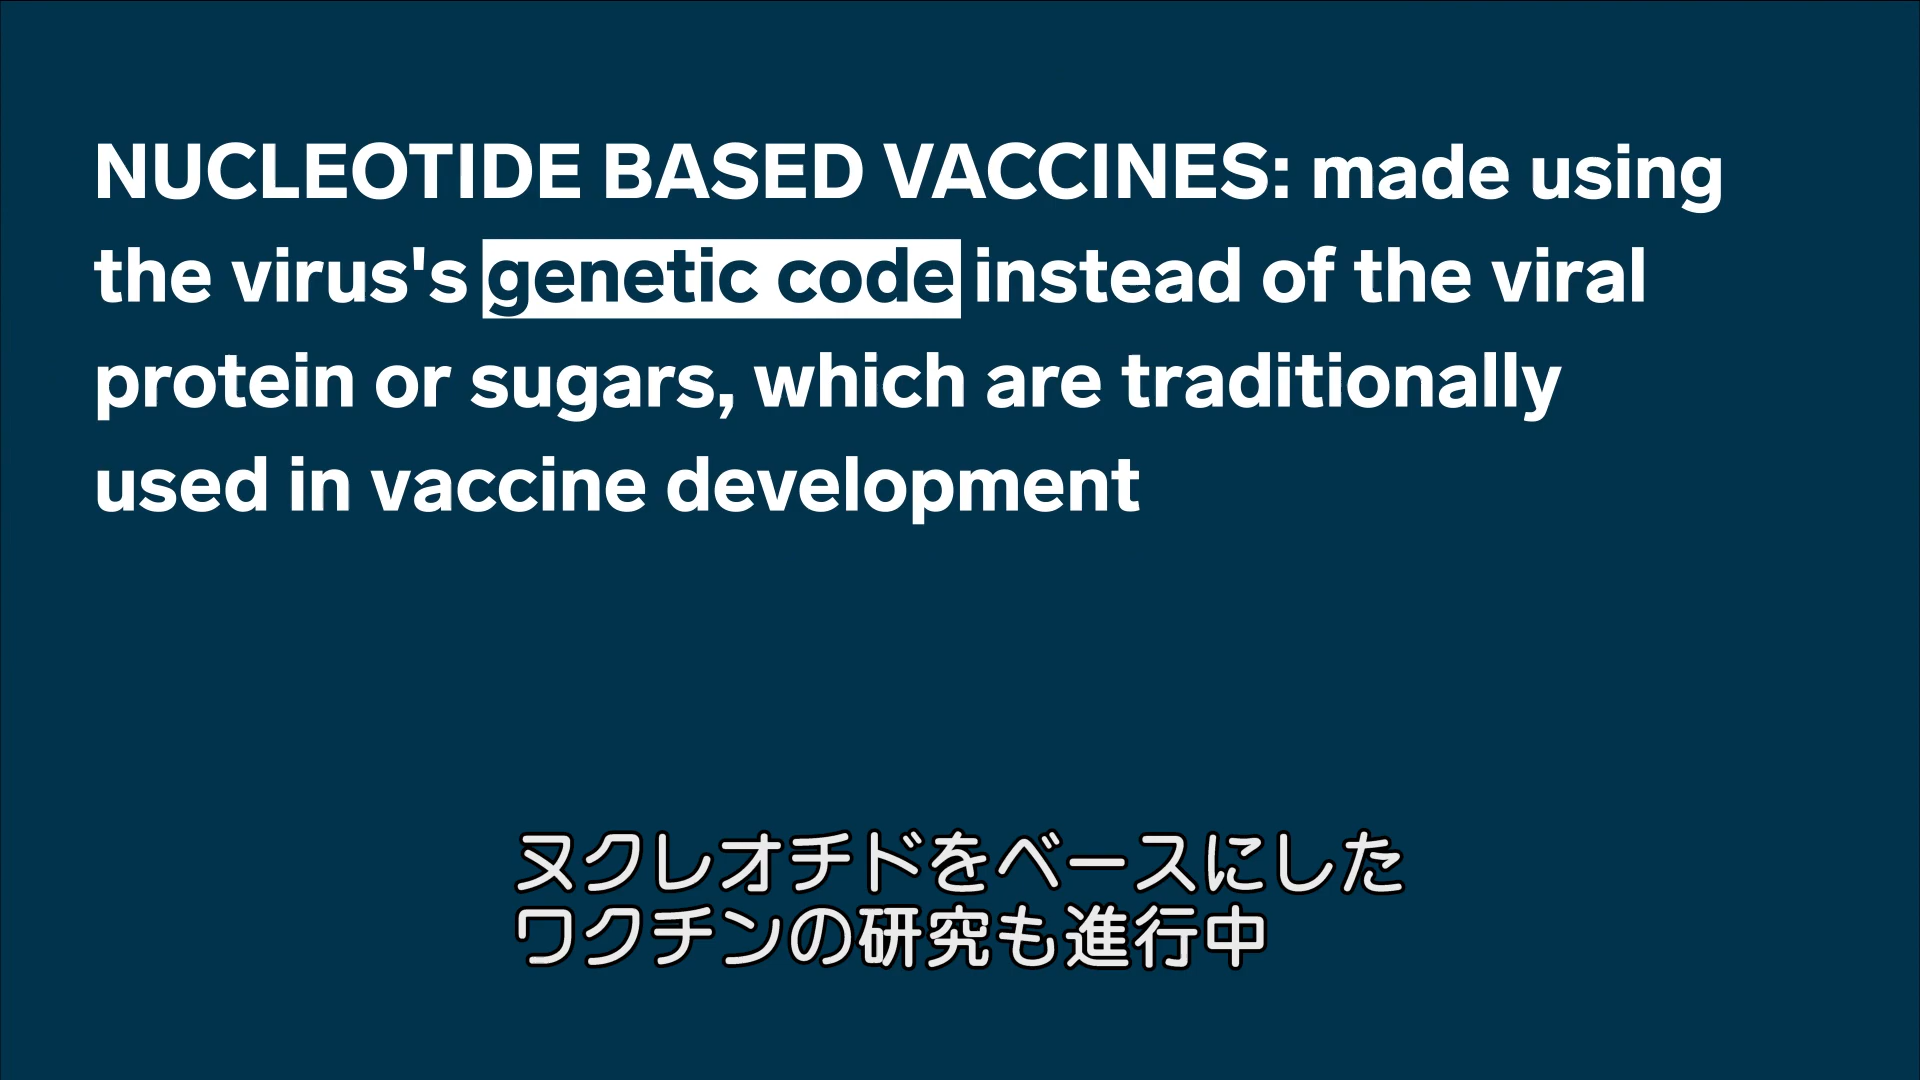 NUCLEOTIDE BASED VACCINES: made using
the virus's genetic code instead of the viral
protein or sugars, which are traditionally
used in vaccine development
ヌクレオチドをベースにした
ワクチンの研究も進行中